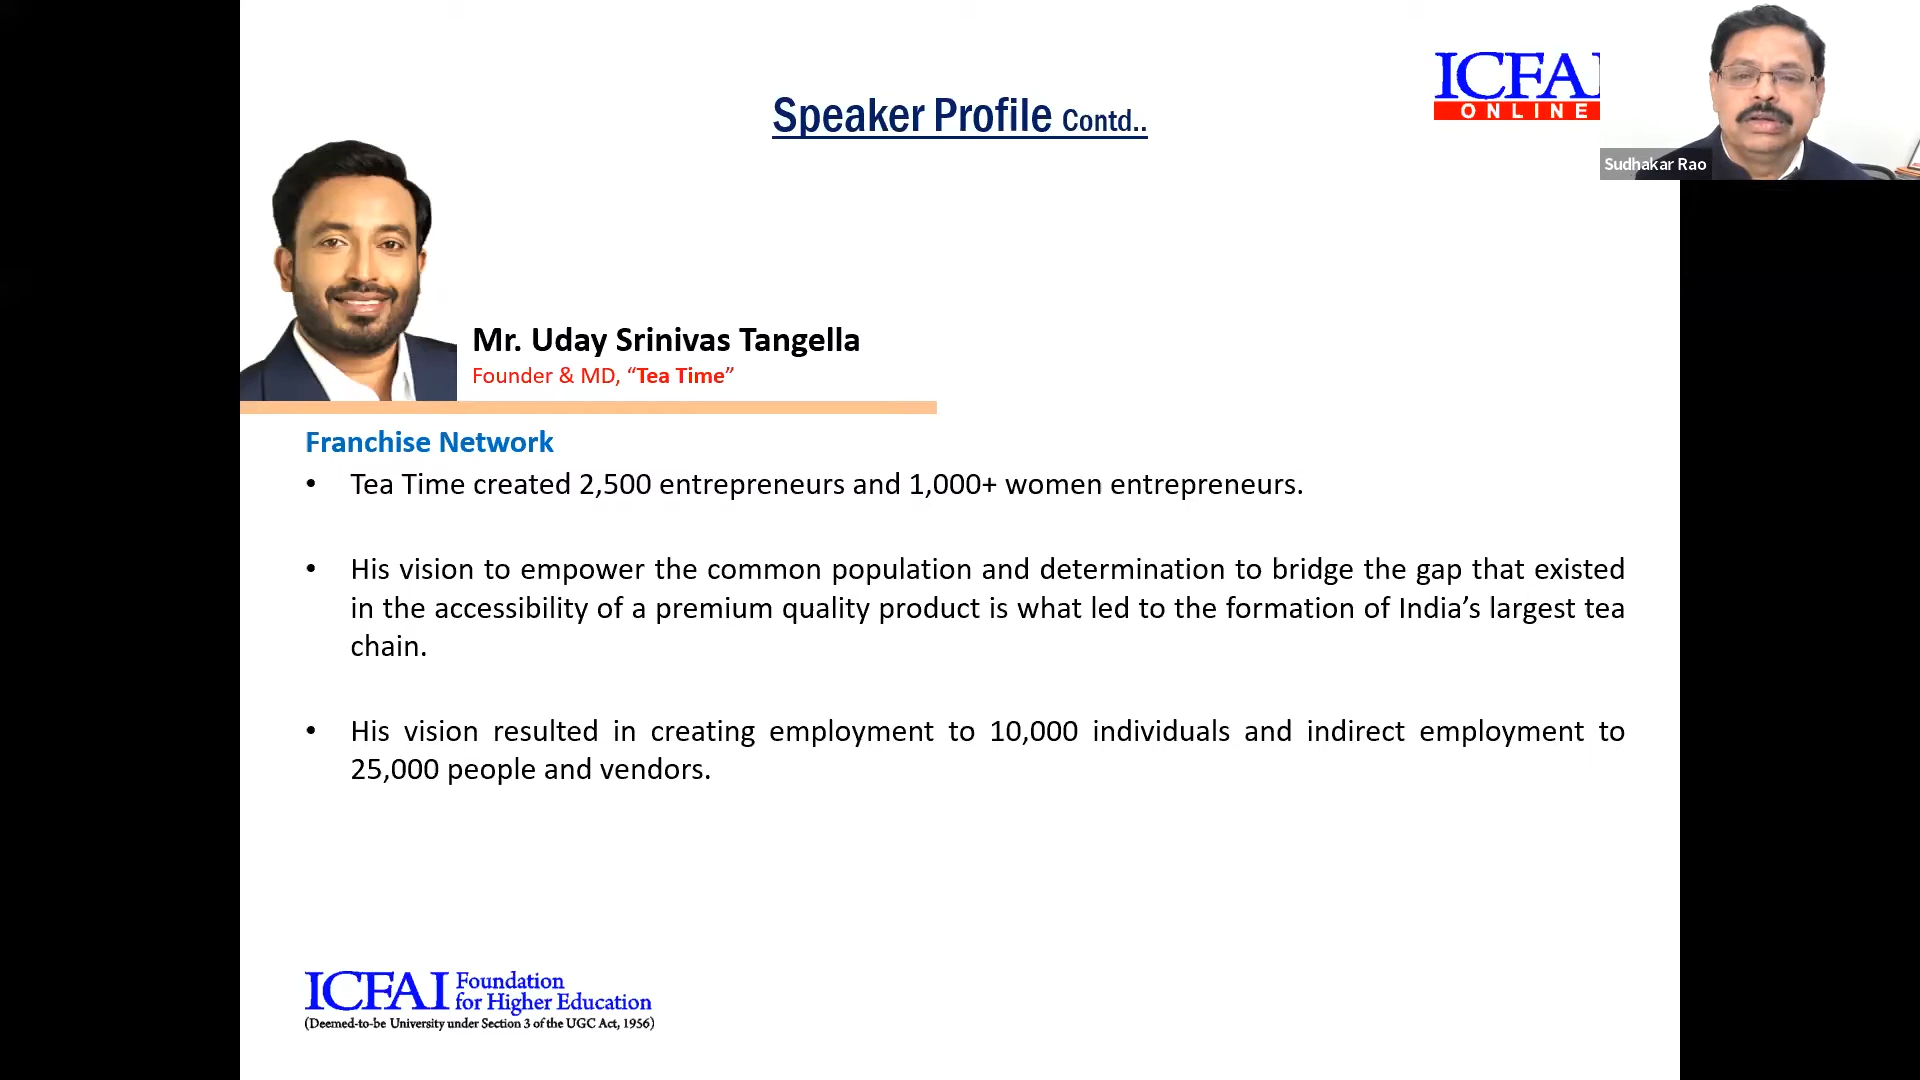 Speaker Profile Contd..
ICFAI
ONLINE
Sudhakar Rao
Mr. Uday Srinivas Tangella
Founder & MD, “Tea Time”
Franchise Network
• Tea Time created 2,500 entrepreneurs and 1,000+ women entrepreneurs.
• His vision to empower the common population and determination to bridge the gap that existed
in the accessibility of a premium quality product is what led to the formation of India’s largest tea
chain.
• His vision resulted in creating employment to 10,000 individuals and indirect employment to
25,000 people and vendors.
ICFAI Foundation
for Higher Education
(Deemed-to-be University under Section 3 of the UGC Act, 1956)